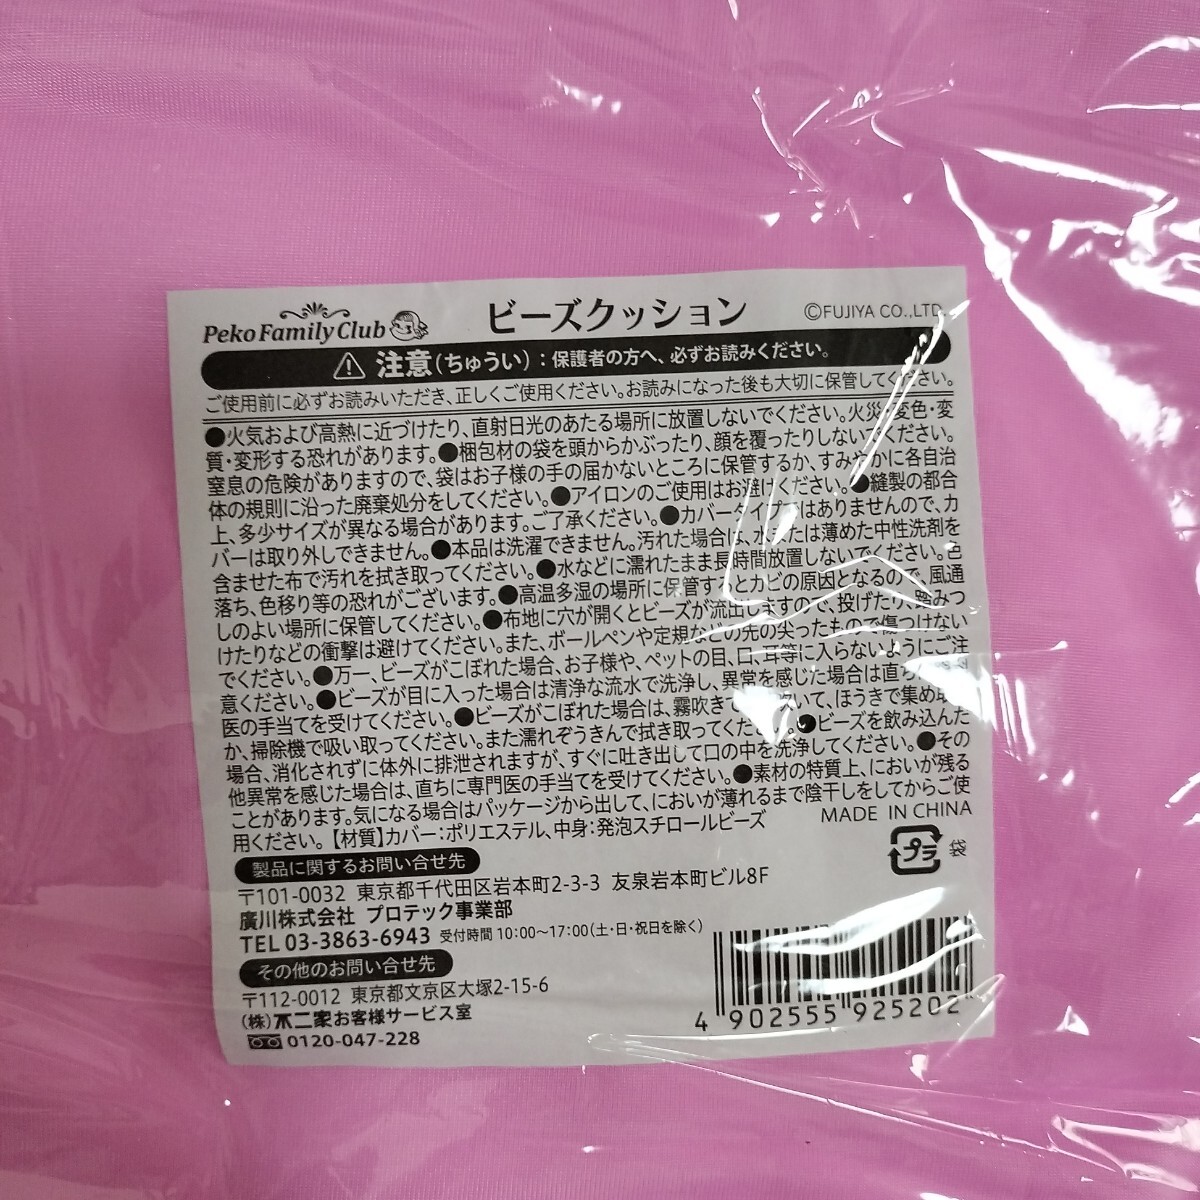 Peko Family Club
ビーズクッション
©FUJIYA CO.,LTD.
注意(ちゅうい):保護者の方へ、必ずお読みください。
ご使用前に必ずお読みいただき、正しくご使用ください。お読みになった後も大切に保管してください。
●火気および高熱に近づけたり、直射日光のあたる場所に放置しないでください。火災・変色・変
質・変形する恐れがあります。●梱包材の袋を頭からかぶったり、顔を覆ったりしないでください。
窒息の危険がありますので、袋はお子様の手の届かないところに保管するか、すみやかに各自治
体の規則に沿った廃棄処分をしてください。●アイロンのご使用はお避けください。●縫製の都合
上、多少サイズが異なる場合があります。ご了承ください。●カバータイプではありませんので、カ
バーは取り外しできません。●本品は洗濯できません。汚れた場合は、水または薄めた中性洗剤を
含ませた布で汚れを拭き取ってください。●水などに濡れたまま長時間放置しないでください。色
落ち、色移り等の恐れがございます。●高温多湿の場所に保管するとカビの原因となるので、風通
しのよい場所に保管してください。●布地に穴が開くとビーズが流出しますので、投げたり、踏みつ
けたりなどの衝撃は避けてください。また、ボールペンや定規などの先の尖ったもので傷つけない
でください。●万一、ビーズがこぼれた場合、お子様や、ペットの目、口、耳等に入らないようにご注
意ください。●ビーズが目に入った場合は清浄な流水で洗浄し、異常を感じた場合は直ちに
医の手当てを受けてください。●ビーズがこぼれた場合は、霧吹き いて、ほうきで集め取
か、掃除機で吸い取ってください。また濡れぞうきんで拭き取ってください。●ビーズを飲み込んだ
場合、消化されずに体外に排泄されますが、すぐに吐き出して口の中を洗浄してください。●その
他異常を感じた場合は、直ちに専門医の手当てを受けてください。●素材の特質上、においが残る
ことがあります。気になる場合はパッケージから出して、においが薄れるまで陰干しをしてからご使
用ください。【材質】カバー:ポリエステル、中身:発泡スチロールビーズ
MADE IN CHINA
プラ 袋
製品に関するお問い合せ先
〒101-0032 東京都千代田区岩本町2-3-3 友泉岩本町ビル8F
廣川株式会社 プロテック事業部
TEL 03-3863-6943 受付時間 10:00〜17:00(土・日・祝日を除く)
その他のお問い合せ先
〒112-0012 東京都文京区大塚2-15-6
(株)不二家お客様サービス室
0120-047-228
4 902555 925202